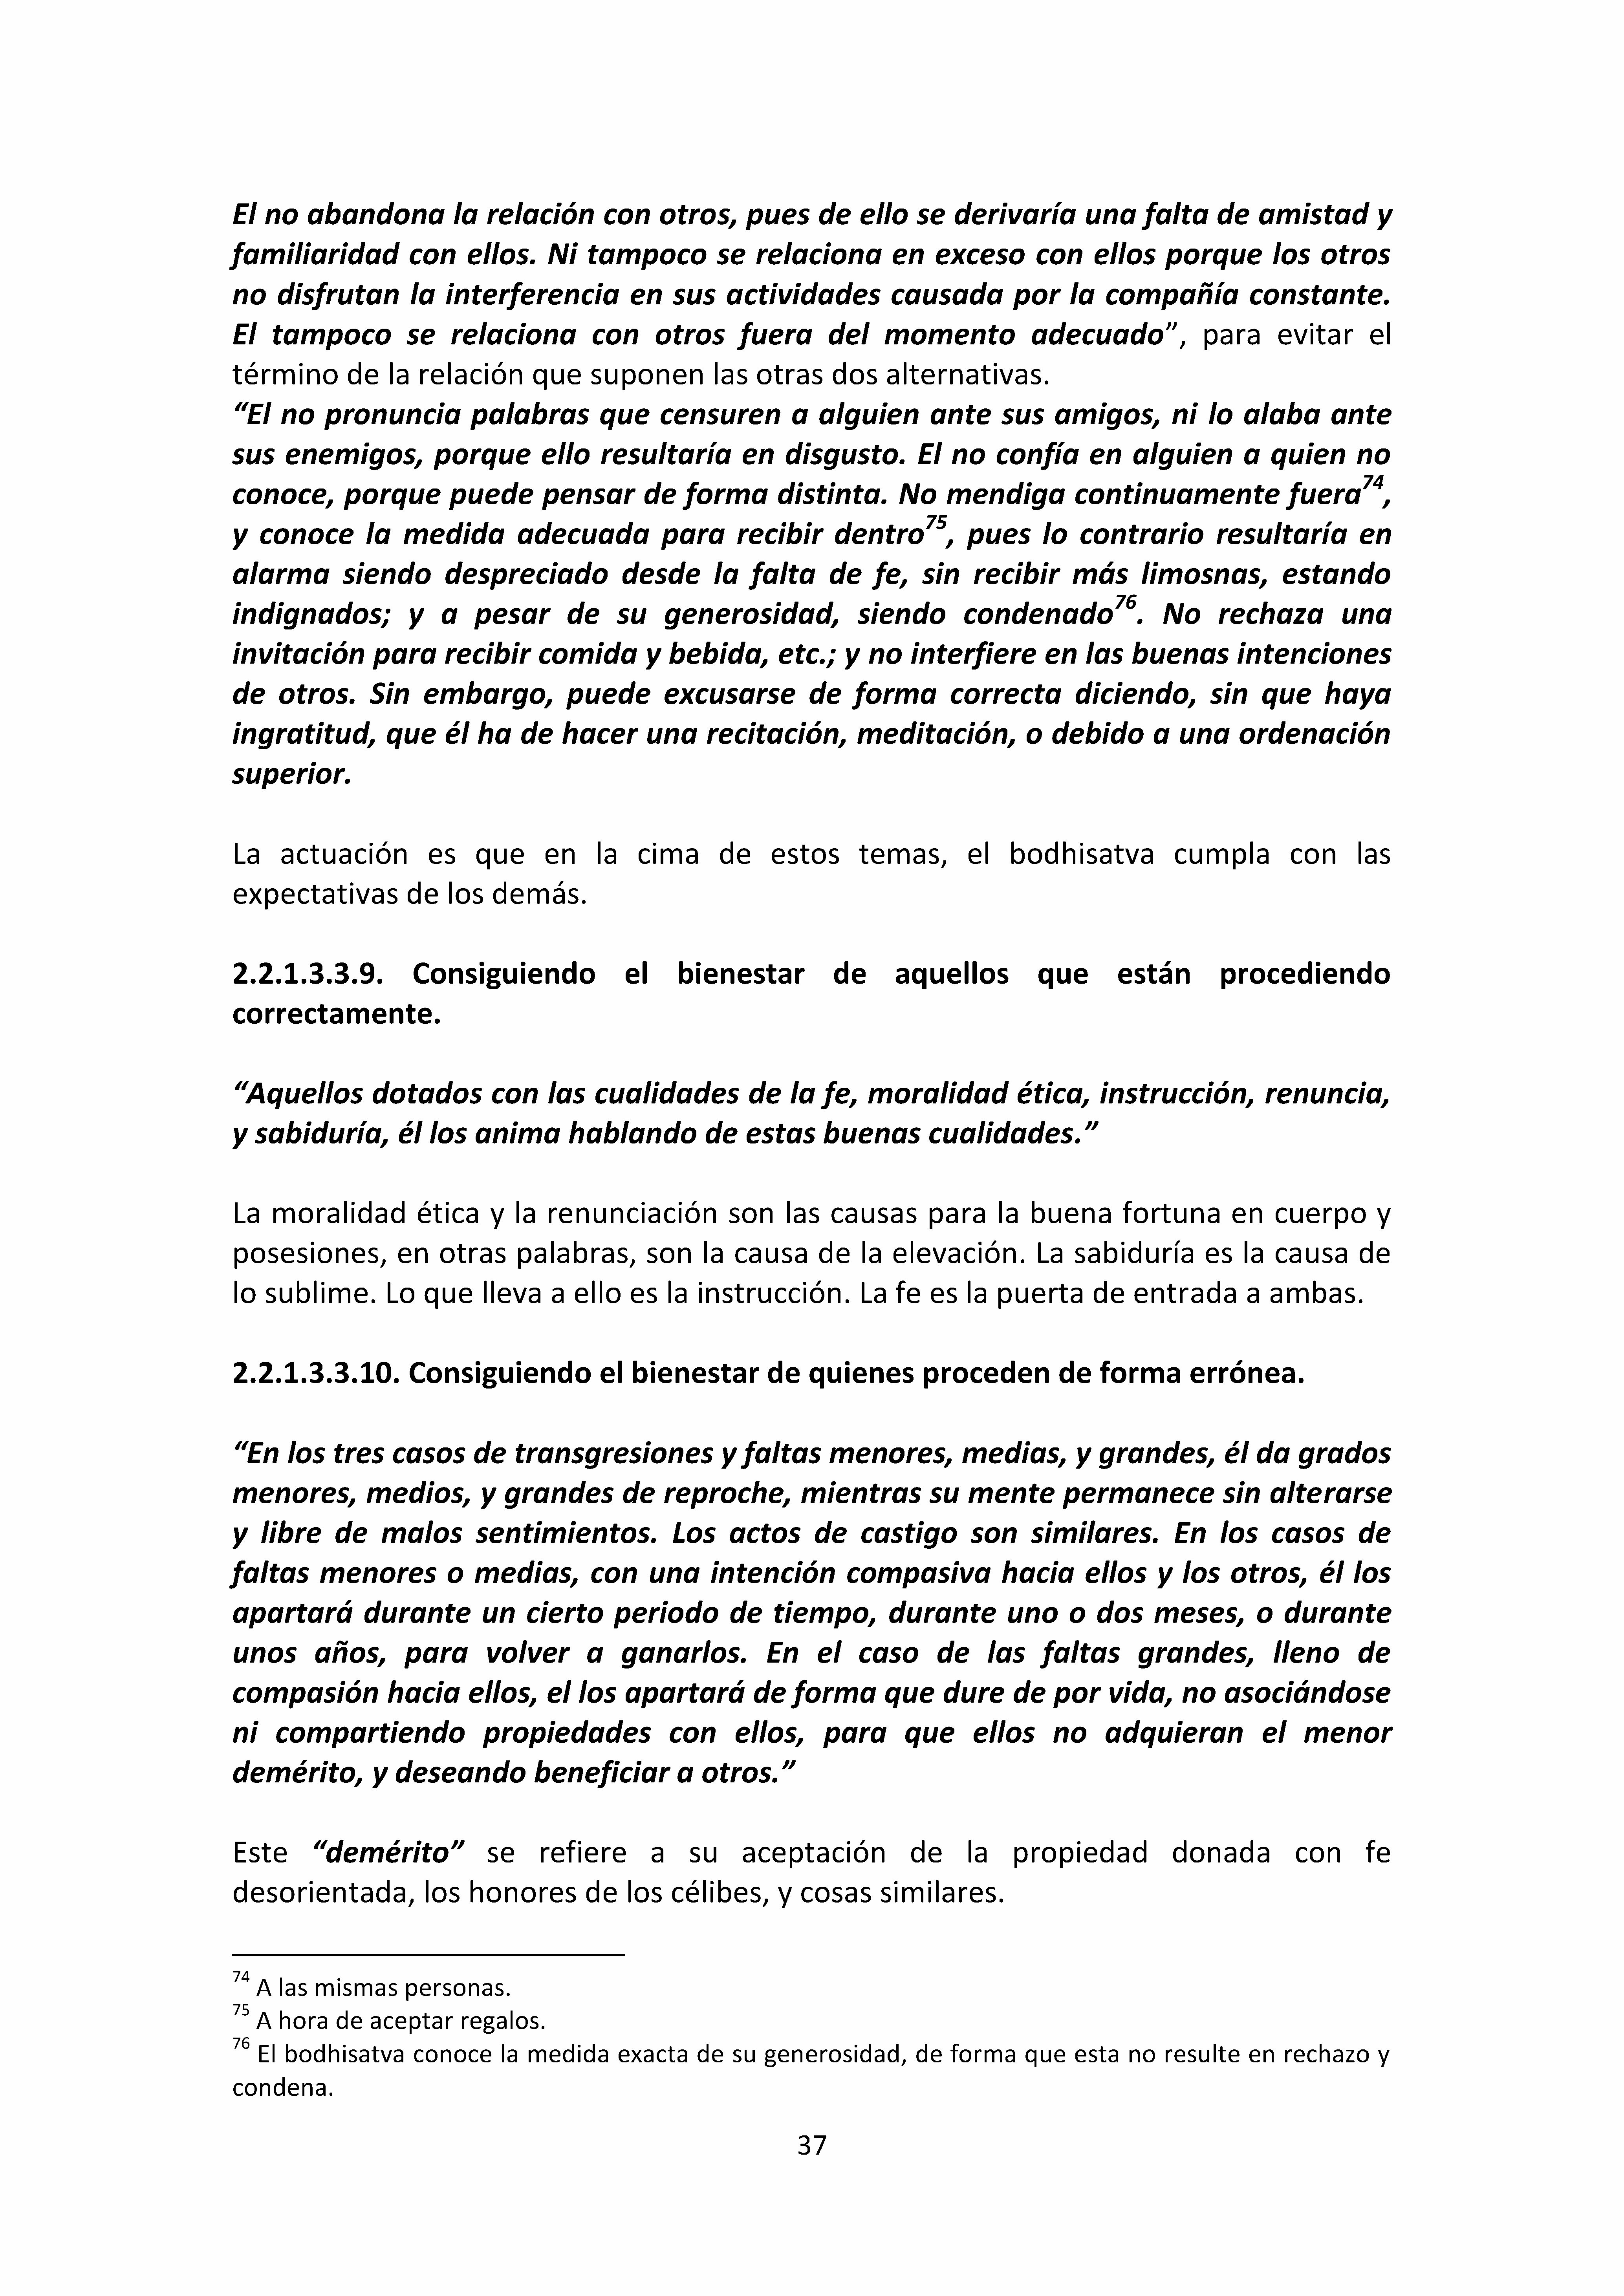 El no abandona la relación con otros, pues de ello se derivaría una falta de amistad y
familiaridad con ellos. Ni tampoco se relaciona en exceso con ellos porque los otros
no disfrutan la interferencia en sus actividades causada por la compañía constante.
El tampoco se relaciona con otros fuera del momento adecuado”, para evitar el
término de la relación que suponen las otras dos alternativas.
“El no pronuncia palabras que censuren a alguien ante sus amigos, ni lo alaba ante
sus enemigos, porque ello resultaría en disgusto. El no confía en alguien a quien no
conoce, porque puede pensar de forma distinta. No mendiga continuamente fuera74,
y conoce la medida adecuada para recibir dentro75, pues lo contrario resultaría en
alarma siendo despreciado desde la falta de fe, sin recibir más limosnas, estando
indignados; y a pesar de su generosidad, siendo condenado76. No rechaza una
invitación para recibir comida y bebida, etc.; y no interfiere en las buenas intenciones
de otros. Sin embargo, puede excusarse de forma correcta diciendo, sin que haya
ingratitud, que él ha de hacer una recitación, meditación, o debido a una ordenación
superior.
La actuación es que en la cima de estos temas, el bodhisatva cumpla con las
expectativas de los demás.
2.2.1.3.3.9. Consiguiendo el bienestar de aquellos que están procediendo
correctamente.
“Aquellos dotados con las cualidades de la fe, moralidad ética, instrucción, renuncia,
y sabiduría, él los anima hablando de estas buenas cualidades.”
La moralidad ética y la renunciación son las causas para la buena fortuna en cuerpo y
posesiones, en otras palabras, son la causa de la elevación. La sabiduría es la causa de
lo sublime. Lo que lleva a ello es la instrucción. La fe es la puerta de entrada a ambas.
2.2.1.3.3.10. Consiguiendo el bienestar de quienes proceden de forma errónea.
“En los tres casos de transgresiones y faltas menores, medias, y grandes, él da grados
menores, medios, y grandes de reproche, mientras su mente permanece sin alterarse
y libre de malos sentimientos. Los actos de castigo son similares. En los casos de
faltas menores o medias, con una intención compasiva hacia ellos y los otros, él los
apartará durante un cierto periodo de tiempo, durante uno o dos meses, o durante
unos años, para volver a ganarlos. En el caso de las faltas grandes, lleno de
compasión hacia ellos, el los apartará de forma que dure de por vida, no asociándose
ni compartiendo propiedades con ellos, para que ellos no adquieran el menor
demérito, y deseando beneficiar a otros.”
Este “demérito” se refiere a su aceptación de la propiedad donada con fe
desorientada, los honores de los célibes, y cosas similares.
74 A las mismas personas.
75 A hora de aceptar regalos.
76 El bodhisatva conoce la medida exacta de su generosidad, de forma que esta no resulte en rechazo y
condena.
37